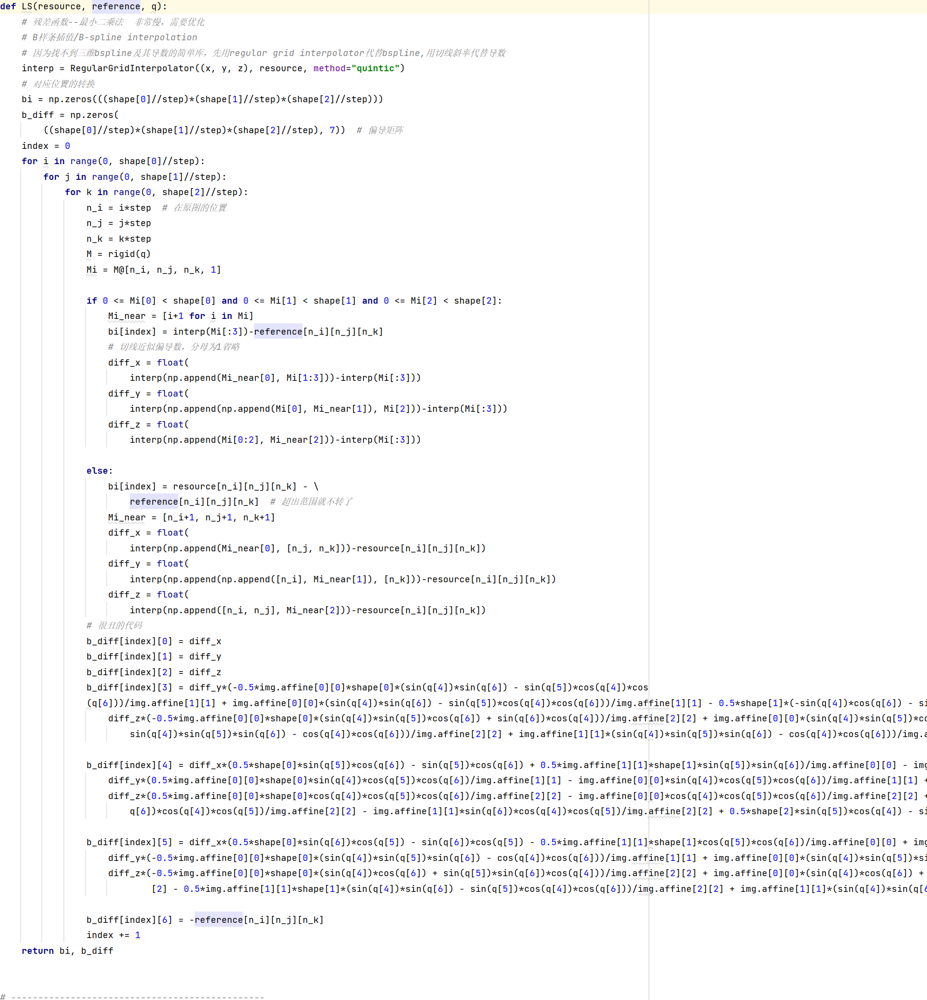 def LS(resource, reference, q):
    # 残差函数--最小二乘法  非常慢，需要优化
    # B样条插值/B-spline interpolation
    # 因为找不到三维bspline及其导数的简单库，先用regular grid interpolator代替bspline,用切线斜率代替导数
    interp = RegularGridInterpolator((x, y, z), resource, method="quintic")
    # 对应位置的转换
    bi = np.zeros(((shape[0]//step)*(shape[1]//step)*(shape[2]//step)))
    b_diff = np.zeros(
        ((shape[0]//step)*(shape[1]//step)*(shape[2]//step), 7))  # 偏导矩阵
    index = 0
    for i in range(0, shape[0]//step):
        for j in range(0, shape[1]//step):
            for k in range(0, shape[2]//step):
                n_i = i*step  # 在原图的位置
                n_j = j*step
                n_k = k*step
                M = rigid(q)
                Mi = M@[n_i, n_j, n_k, 1]
                if 0 <= Mi[0] < shape[0] and 0 <= Mi[1] < shape[1] and 0 <= Mi[2] < shape[2]:
                    Mi_near = [i+1 for i in Mi]
                    bi[index] = interp(Mi[:3])-reference[n_i][n_j][n_k]
                    # 切线近似偏导数，分母为1省略
                    diff_x = float(
                        interp(np.append(Mi_near[0], Mi[1:3]))-interp(Mi[:3]))
                    diff_y = float(
                        interp(np.append(np.append(Mi[0], Mi_near[1]), Mi[2]))-interp(Mi[:3]))
                    diff_z = float(
                        interp(np.append(Mi[0:2], Mi_near[2]))-interp(Mi[:3]))
                else:
                    bi[index] = resource[n_i][n_j][n_k] - \
                        reference[n_i][n_j][n_k]  # 超出范围就不转了
                    Mi_near = [n_i+1, n_j+1, n_k+1]
                    diff_x = float(
                        interp(np.append(Mi_near[0], [n_j, n_k]))-resource[n_i][n_j][n_k])
                    diff_y = float(
                        interp(np.append(np.append([n_i], Mi_near[1]), [n_k]))-resource[n_i][n_j][n_k])
                    diff_z = float(
                        interp(np.append([n_i, n_j], Mi_near[2]))-resource[n_i][n_j][n_k])
                # 很丑的代码
                b_diff[index][0] = diff_x
                b_diff[index][1] = diff_y
                b_diff[index][2] = diff_z
                b_diff[index][3] = diff_y*(-0.5*img.affine[0][0]*shape[0]*(sin(q[4])*sin(q[6]) - sin(q[5])*cos(q[4])*cos
                (q[6]))/img.affine[1][1] + img.affine[0][0]*(sin(q[4])*sin(q[6]) - sin(q[5])*cos(q[4])*cos(q[6]))/img.affine[1][1] - 0.5*shape[1]*(-sin(q[4])*cos(q[6]) - si
                    diff_z*(-0.5*img.affine[0][0]*shape[0]*(sin(q[4])*sin(q[5])*cos(q[6]) + sin(q[6])*cos(q[4]))/img.affine[2][2] + img.affine[0][0]*(sin(q[4])*sin(q[5])*co
                        sin(q[4])*sin(q[5])*sin(q[6]) - cos(q[4])*cos(q[6]))/img.affine[2][2] + img.affine[1][1]*(sin(q[4])*sin(q[5])*sin(q[6]) - cos(q[4])*cos(q[6]))/img.a
                b_diff[index][4] = diff_x*(0.5*shape[0]*sin(q[5])*cos(q[6]) - sin(q[5])*cos(q[6]) + 0.5*img.affine[1][1]*shape[1]*sin(q[5])*sin(q[6])/img.affine[0][0] - img
                    diff_y*(0.5*img.affine[0][0]*shape[0]*sin(q[4])*cos(q[5])*cos(q[6])/img.affine[1][1] - img.affine[0][0]*sin(q[4])*cos(q[5])*cos(q[6])/img.affine[1][1] +
                    diff_z*(0.5*img.affine[0][0]*shape[0]*cos(q[4])*cos(q[5])*cos(q[6])/img.affine[2][2] - img.affine[0][0]*cos(q[4])*cos(q[5])*cos(q[6])/img.affine[2][2] +
                        q[6])*cos(q[4])*cos(q[5])/img.affine[2][2] - img.affine[1][1]*sin(q[6])*cos(q[4])*cos(q[5])/img.affine[2][2] + 0.5*shape[2]*sin(q[5])*cos(q[4]) - si
                b_diff[index][5] = diff_x*(0.5*shape[0]*sin(q[6])*cos(q[5]) - sin(q[6])*cos(q[5]) - 0.5*img.affine[1][1]*shape[1]*cos(q[5])*cos(q[6])/img.affine[0][0] + img
                    diff_y*(-0.5*img.affine[0][0]*shape[0]*(sin(q[4])*sin(q[5])*sin(q[6]) - cos(q[4])*cos(q[6]))/img.affine[1][1] + img.affine[0][0]*(sin(q[4])*sin(q[5])*si
                    diff_z*(-0.5*img.affine[0][0]*shape[0]*(sin(q[4])*cos(q[6]) + sin(q[5])*sin(q[6])*cos(q[4]))/img.affine[2][2] + img.affine[0][0]*(sin(q[4])*cos(q[6]) +
                            [2] - 0.5*img.affine[1][1]*shape[1]*(sin(q[4])*sin(q[6]) - sin(q[5])*cos(q[4])*cos(q[6]))/img.affine[2][2] + img.affine[1][1]*(sin(q[4])*sin(q[6
                b_diff[index][6] = -reference[n_i][n_j][n_k]
                index += 1
    return bi, b_diff
# -----------------------------------------------